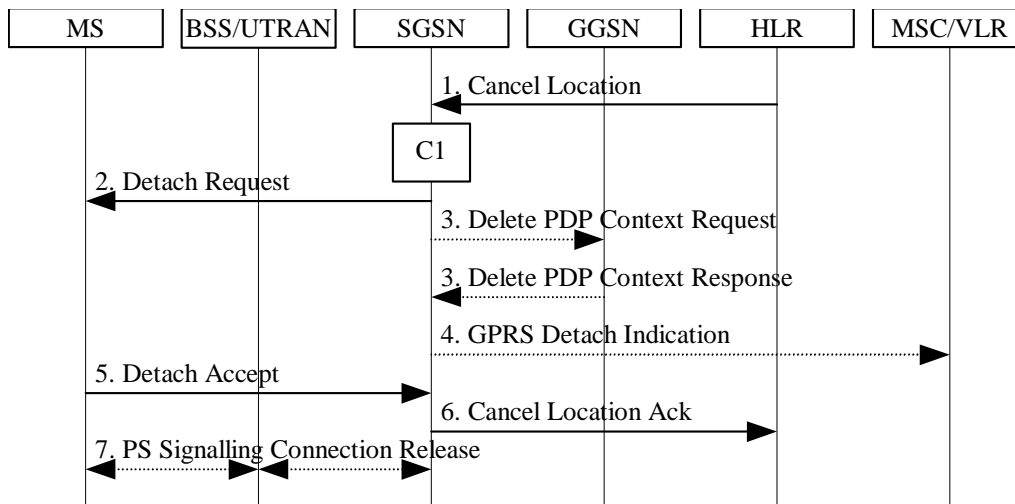 MS
BSS/UTRAN
SGSN
GGSN
HLR
MSC/VLR
1. Cancel Location
C1
2. Detach Request
3. Delete PDP Context Request
3. Delete PDP Context Response
4. GPRS Detach Indication
5. Detach Accept
6. Cancel Location Ack
7. PS Signalling Connection Release